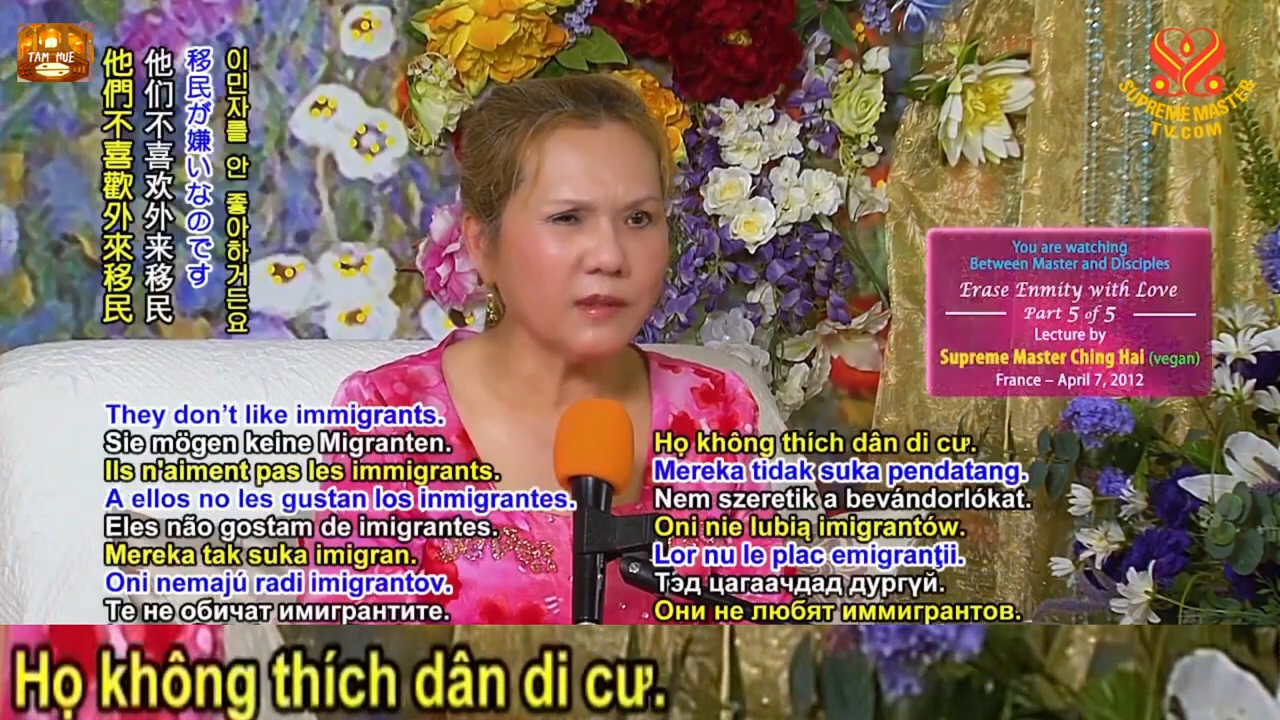 TAM HUE
이민자를 안 좋아하거든요
移民が嫌いなのです
他们不喜欢外来移民
他們不喜歡外來移民
SUPREME MASTER
TV.COM
You are watching
Between Master and Disciples
Erase Enmity with Love
Part 5 of 5
Lecture by
Supreme Master Ching Hai (vegan)
France – April 7, 2012
They don’t like immigrants.
Sie mögen keine Migranten.
Ils n'aiment pas les immigrants.
A ellos no les gustan los inmigrantes.
Eles não gostam de imigrantes.
Mereka tak suka imigran.
Oni nemajú radi imigrantov.
Те не обичат имигрантите.
Họ không thích dân di cư.
Mereka tidak suka pendatang.
Nem szeretik a bevándorlókat.
Oni nie lubią imigrantów.
Lor nu le plac emigranţii.
Тэд цагаачдад дургүй.
Они не любят иммигрантов.
Họ không thích dân di cư.